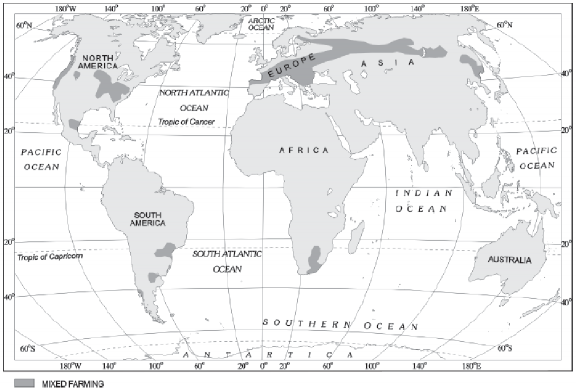 180°W 140° 100° 60° 20° 0° 20° 60° 100° 140° 180°E
ARCTIC
OCEAN
60°N 60°N
NORTH
AMERICA
EUROPE
ASIA
40° 40°
NORTH ATLANTIC
OCEAN
Tropic of Cancer
20° 20°
PACIFIC
OCEAN
AFRICA
PACIFIC
OCEAN
INDIAN
OCEAN
SOUTH
AMERICA
20° 20°
Tropic of Capricorn
SOUTH ATLANTIC
OCEAN
AUSTRALIA
40° 40°
SOUTHERN OCEAN
60°S 60°S
ANTARTICA
180°W 140° 100° 60° 20° 0° 20° 60° 100° 140° 180°E
MIXED FARMING